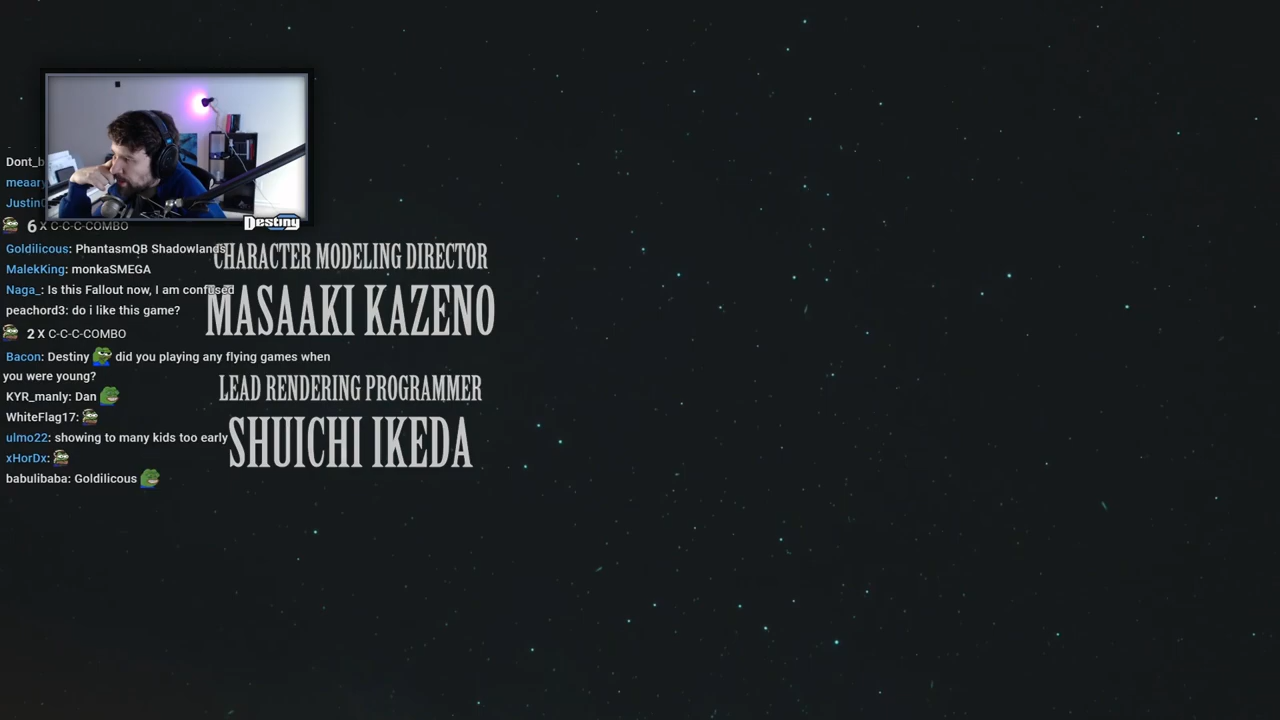 Dont_b
meaary
Justin
6 X C-C-C-COMBO
Goldilicous: PhantasmQB Shadowlands
MalekKing: monkaSMEGA
Naga_: Is this Fallout now, I am confused
peachord3: do i like this game?
2 X C-C-C-COMBO
Bacon: Destiny did you playing any flying games when
you were young?
KYR_manly: Dan
WhiteFlag17:
ulmo22: showing to many kids too early
xHorDx:
babulibaba: Goldilicous
Destiny
CHARACTER MODELING DIRECTOR
MASAAKI KAZENO
LEAD RENDERING PROGRAMMER
SHUICHI IKEDA